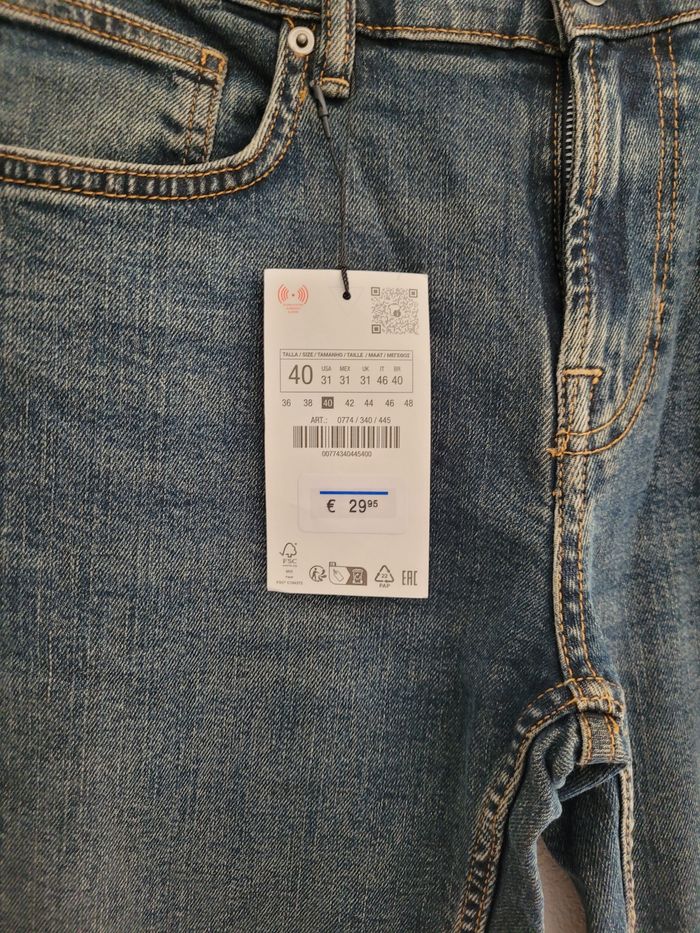 TALLA / SIZE / TAMANHO / TAILLE / MAAT / ΜΕΓΕΘΟΣ
40 USA 31 MEX 31 UK 31 IT 46 BR 40
36 38 40 42 44 46 48
ART.: 0774 / 340 / 445
00774340445400
€ 29 95
FSC
22
PAP
EAC